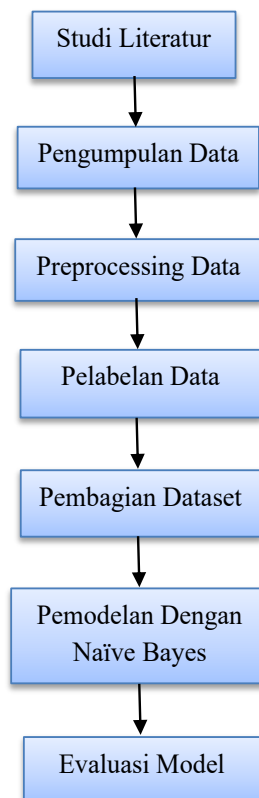 Studi Literatur
Pengumpulan Data
Preprocessing Data
Pelabelan Data
Pembagian Dataset
Pemodelan Dengan
Naïve Bayes
Evaluasi Model